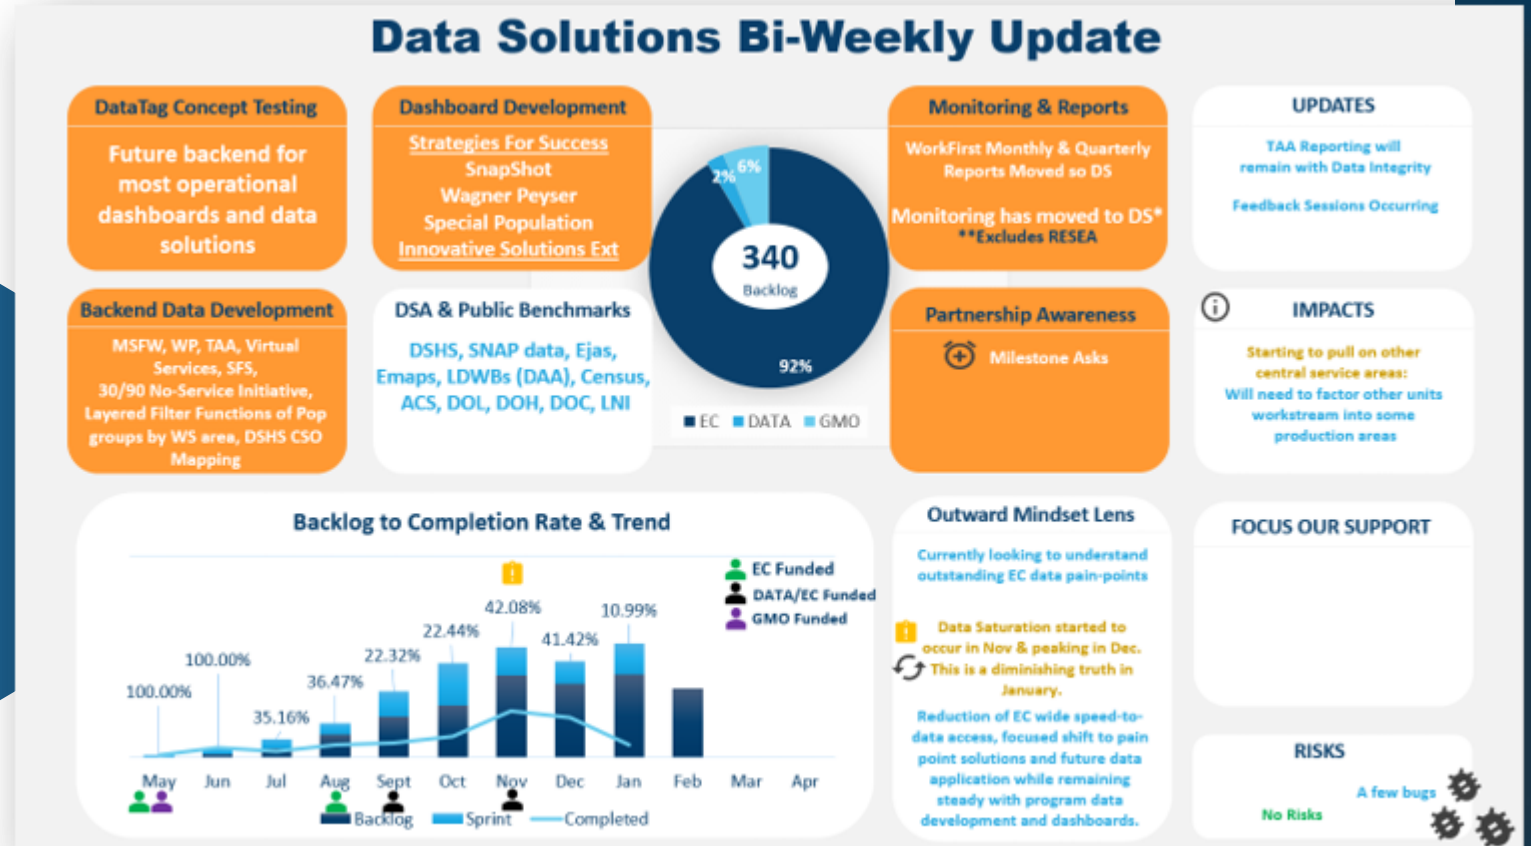 Data Solutions Bi-Weekly Update
DataTag Concept Testing
Future backend for
most operational
dashboards and data
solutions
Dashboard Development
Strategies For Success
SnapShot
Wagner Peyser
Special Population
Innovative Solutions Ext
2%
6%
340
Backlog
92%
EC DATA GMO
Monitoring & Reports
WorkFirst Monthly & Quarterly
Reports Moved so DS
Monitoring has moved to DS*
**Excludes RESEA
UPDATES
TAA Reporting will
remain with Data Integrity
Feedback Sessions Occurring
Backend Data Development
MSFW, WP, TAA, Virtual
Services, SFS,
30/90 No-Service Initiative,
Layered Filter Functions of Pop
groups by WS area, DSHS CSO
Mapping
DSA & Public Benchmarks
DSHS, SNAP data, Ejas,
Emaps, LDWBs (DAA), Census,
ACS, DOL, DOH, DOC, LNI
Partnership Awareness
Milestone Asks
IMPACTS
Starting to pull on other
central service areas:
Will need to factor other units
workstream into some
production areas
Backlog to Completion Rate & Trend
EC Funded
DATA/EC Funded
GMO Funded
100.00%
100.00%
35.16%
36.47%
22.32%
22.44%
42.08%
41.42%
10.99%
May Jun Jul Aug Sept Oct Nov Dec Jan Feb Mar Apr
Backlog Sprint Completed
Outward Mindset Lens
Currently looking to understand
outstanding EC data pain-points
Data Saturation started to
occur in Nov & peaking in Dec.
This is a diminishing truth in
January.
Reduction of EC wide speed-to-
data access, focused shift to pain
point solutions and future data
application while remaining
steady with program data
development and dashboards.
FOCUS OUR SUPPORT
RISKS
A few bugs
No Risks